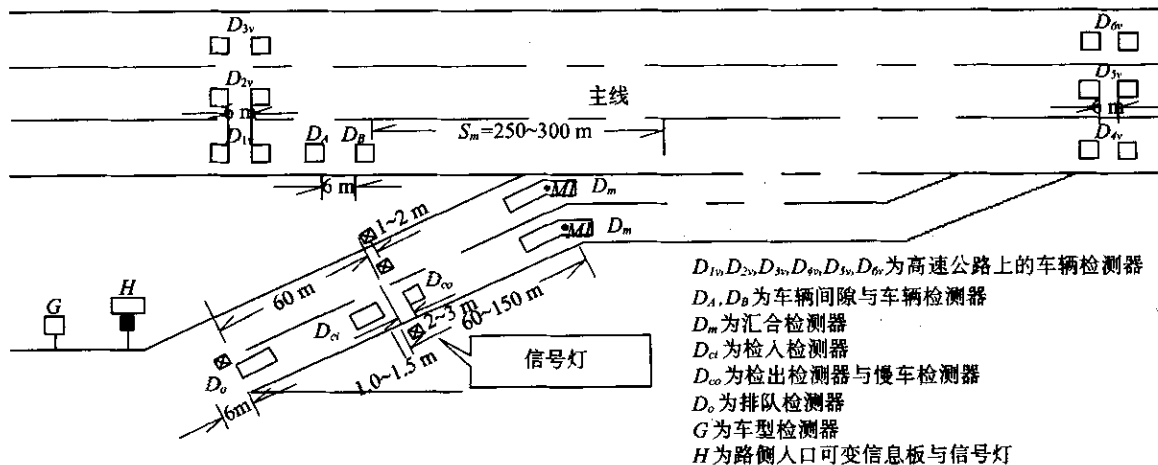 D3v
D6v
D2v
D5v
6 m
主线
6 m
D1v
DA
DB
Sm=250~300 m
D4v
6 m
MI
Dm
1~2 m
MI
Dm
60 m
Dco
Dci
2~3 m
60~150 m
G
H
Do
1.0~1.5 m
6m
信号灯
D1v,D2v,D3v,D4v,D5v,D6v为高速公路上的车辆检测器
DA,DB为车辆间隙与车辆检测器
Dm为汇合检测器
Dci为检入检测器
Dco为检出检测器与慢车检测器
Do为排队检测器
G为车型检测器
H为路侧入口可变信息板与信号灯